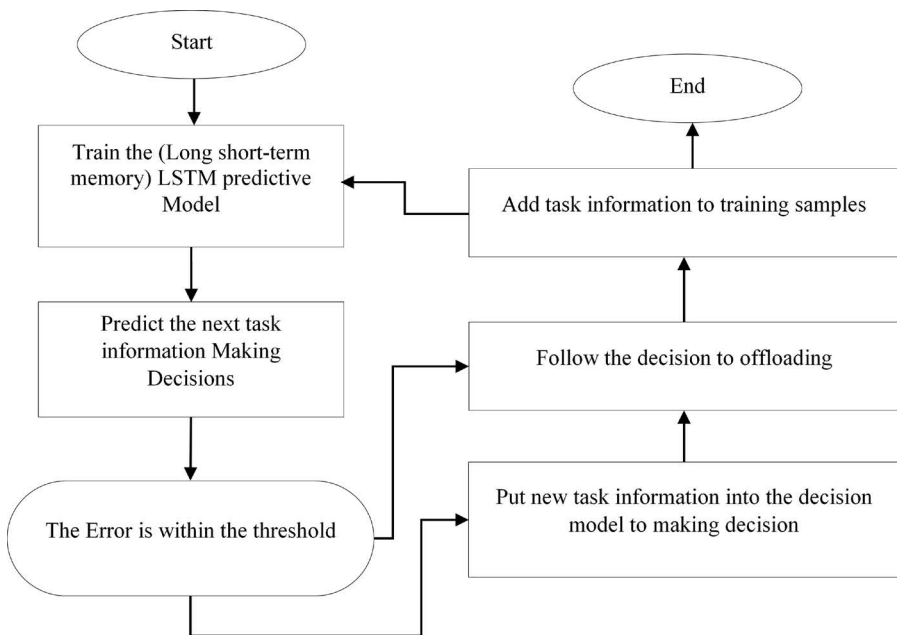 Start
Train the (Long short-term
memory) LSTM predictive
Model
Predict the next task
information Making
Decisions
The Error is within the threshold
End
Add task information to training samples
Follow the decision to offloading
Put new task information into the decision
model to making decision